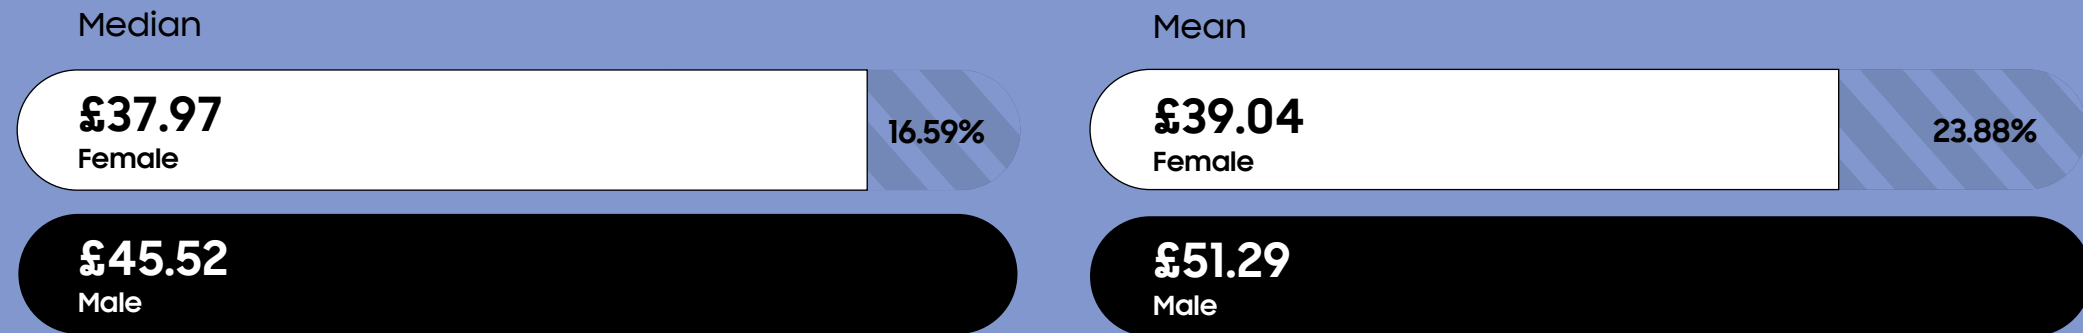 Median
£37.97
Female
16.59%
£45.52
Male
Mean
£39.04
Female
23.88%
£51.29
Male